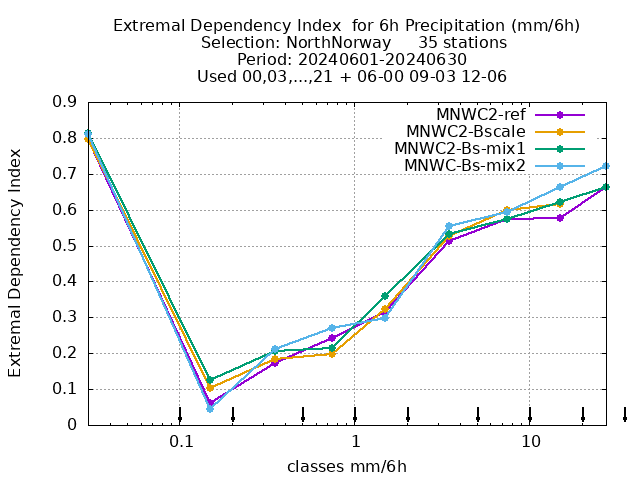 Extremal Dependency Index  for 6h Precipitation (mm/6h)
Selection: NorthNorway     35 stations
Period: 20240601-20240630
Used 00,03,...,21 + 06-00 09-03 12-06
Extremal Dependency Index
0.9
0.8
0.7
0.6
0.5
0.4
0.3
0.2
0.1
0
MNWC2-ref
MNWC2-Bscale
MNWC2-Bs-mix1
MNWC-Bs-mix2
0.1 1 10
classes mm/6h